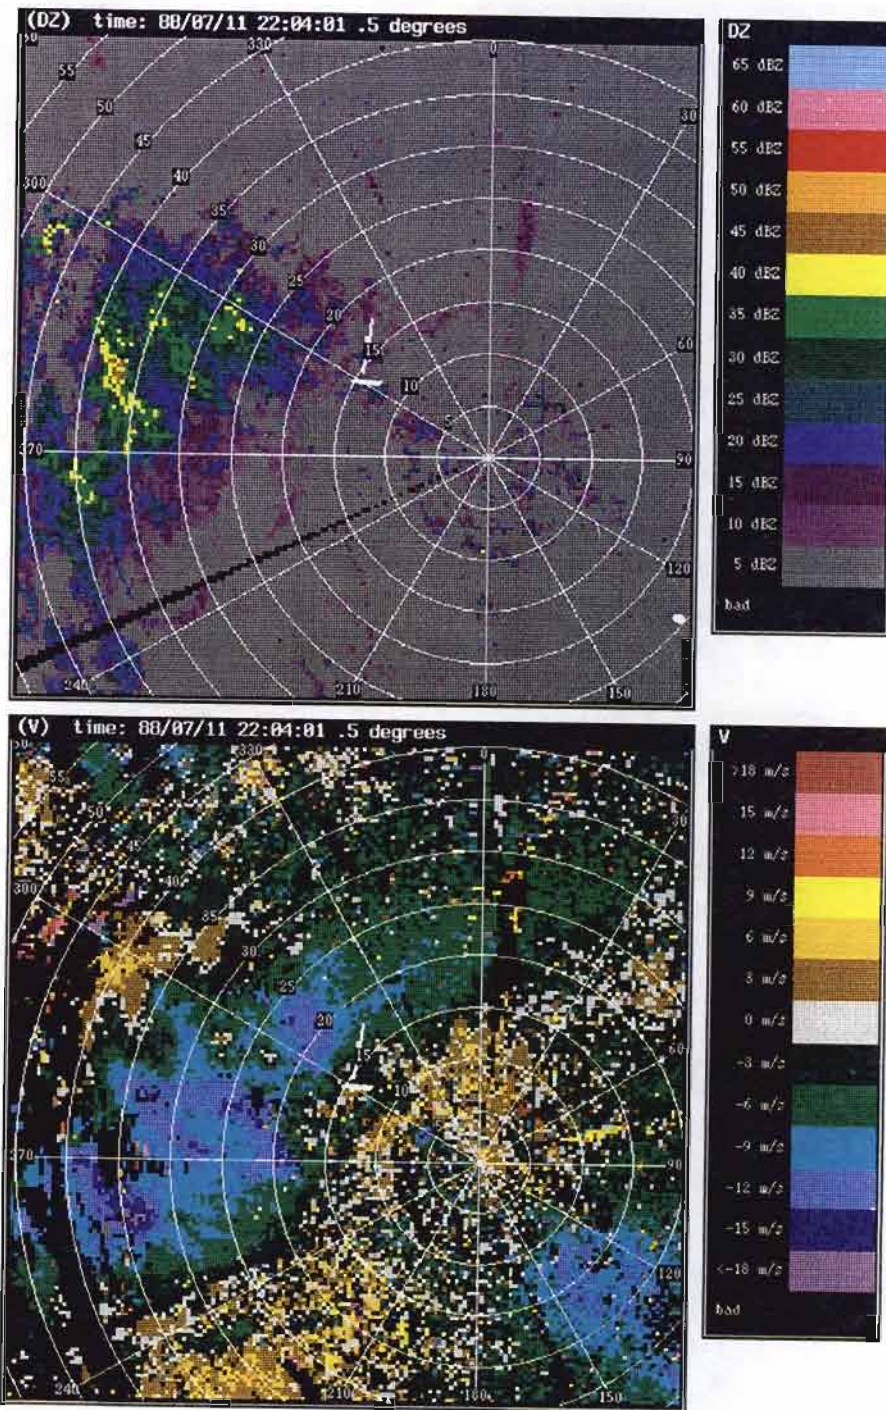 (DZ) time: 88/07/11 22:04:01 .5 degrees
330
0
30
55
50
45
300
40
35
30
25
20
15
10
5
60
270
90
120
240
210
180
150
DZ
65 dBZ
60 dBZ
55 dBZ
50 dBZ
45 dBZ
40 dBZ
35 dBZ
30 dBZ
25 dBZ
20 dBZ
15 dBZ
10 dBZ
5 dBZ
bad
(V) time: 88/07/11 22:04:01 .5 degrees
330
0
30
55
50
45
300
40
35
30
25
20
15
10
60
270
90
120
240
210
180
150
V
>18 m/s
15 m/s
12 m/s
9 m/s
6 m/s
3 m/s
0 m/s
-3 m/s
-6 m/s
-9 m/s
-12 m/s
-15 m/s
<-18 m/s
bad